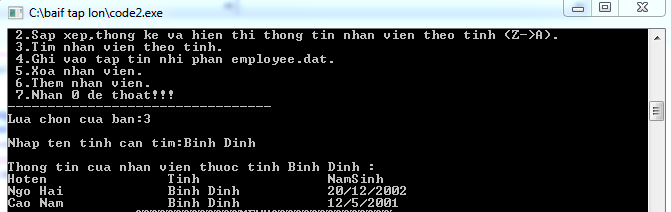 C:\baif tap lon\code2.exe
2.Sap xep,thong ke va hien thi thong tin nhan vien theo tinh (Z->A).
3.Tim nhan vien theo tinh.
4.Ghi vao tap tin nhi phan employee.dat.
5.Xoa nhan vien.
6.Them nhan vien.
7.Nhan 0 de thoat!!!
---------------------------------
Lua chon cua ban:3
Nhap ten tinh can tim:Binh Dinh
Thong tin cua nhan vien thuoc tinh Binh Dinh :
Hoten Tinh NamSinh
Ngo Hai Binh Dinh 20/12/2002
Cao Nam Binh Dinh 12/5/2001